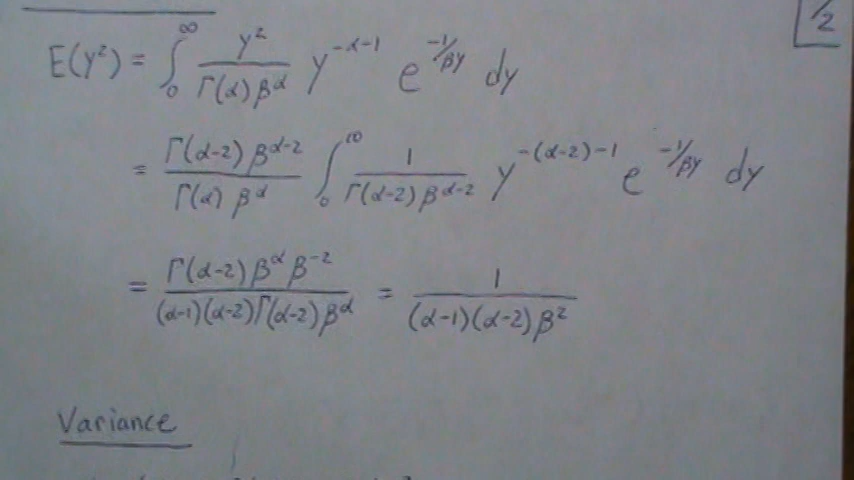 1/2
E(y²) = ∫₀^∞ y²/(Γ(α)β^α) y^(-α-1) e^(-1/βy) dy
= Γ(α-2)β^(α-2)/(Γ(α)β^α) ∫₀^∞ 1/(Γ(α-2)β^(α-2)) y^(-(α-2)-1) e^(-1/βy) dy
= Γ(α-2)β^α β^(-2)/((α-1)(α-2)Γ(α-2)β^α) = 1/((α-1)(α-2)β²)
Variance